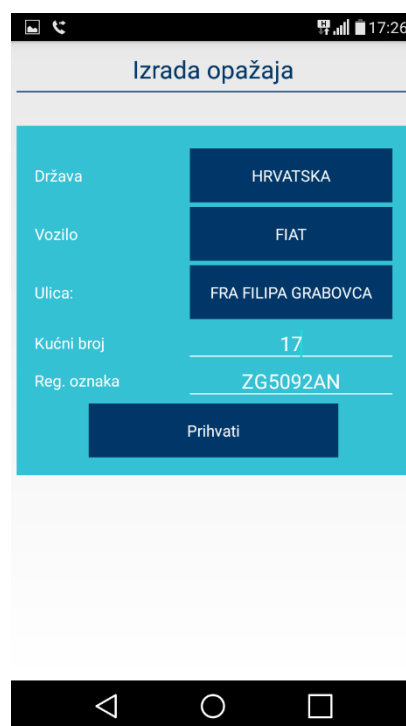 17:26
Izrada opažaja
Država HRVATSKA
Vozilo FIAT
Ulica: FRA FILIPA GRABOVCA
Kućni broj 17
Reg. oznaka ZG5092AN
Prihvati